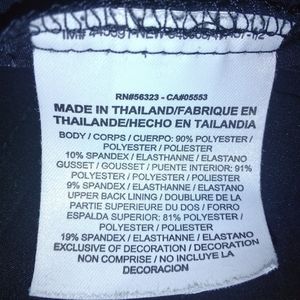 RN#56323 - CA#05553
MADE IN THAILAND/FABRIQUE EN
THAILANDE/HECHO EN TAILANDIA
BODY / CORPS / CUERPO: 90% POLYESTER /
POLYESTER / POLIESTER
10% SPANDEX / ELASTHANNE / ELASTANO
GUSSET / GOUSSET / PUENTE INTERIOR: 91%
POLYESTER / POLYESTER / POLIESTER
9% SPANDEX / ELASTHANNE / ELASTANO
UPPER BACK LINING / DOUBLURE DE LA
PARTIE SUPERIEURE DU DOS / FORRO
ESPALDA SUPERIOR: 81% POLYESTER /
POLYESTER / POLIESTER
19% SPANDEX / ELASTHANNE / ELASTANO
EXCLUSIVE OF DECORATION / DECORATION
NON COMPRISE / NO INCLUYE LA
DECORACION